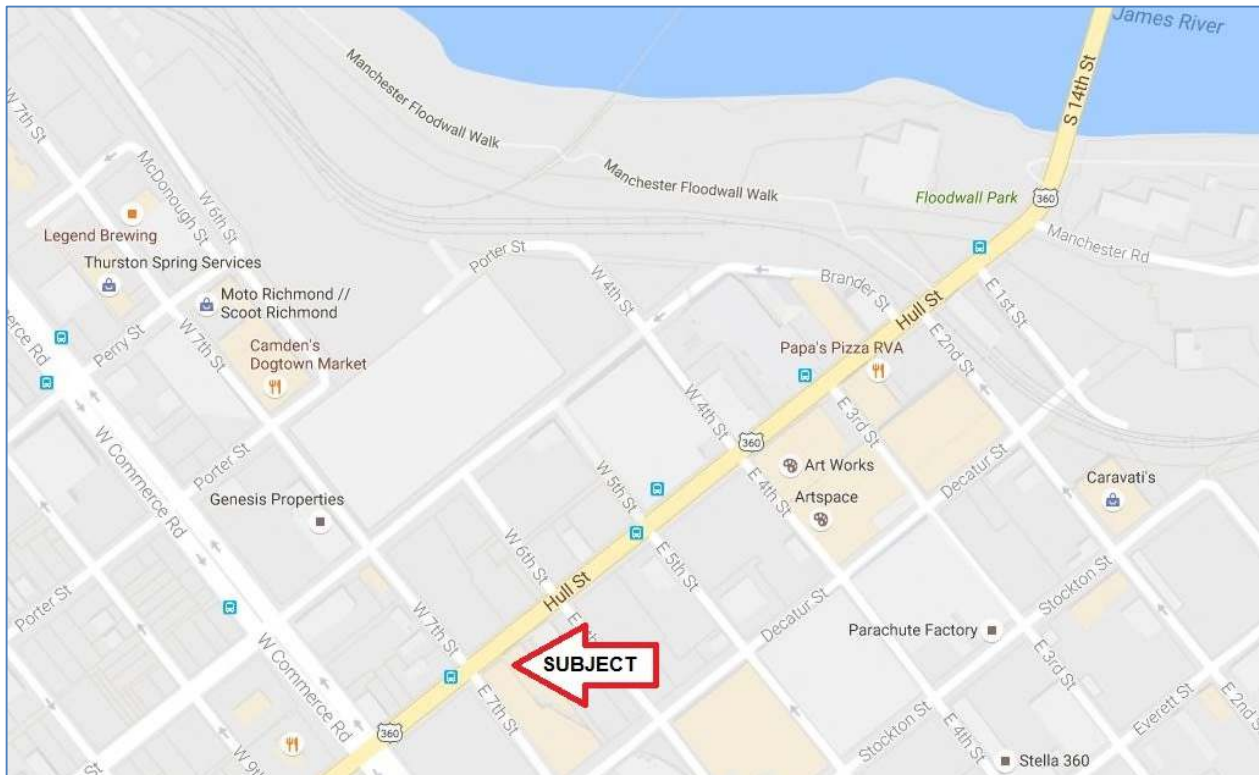 James River
S 14th St
W 7th St
Manchester Floodwall Walk
Manchester Floodwall Walk
Floodwall Park
360
Manchester Rd
McDonough St
W 6th St
Legend Brewing
Thurston Spring Services
Moto Richmond //
Scoot Richmond
Porter St
W 4th St
Brander St
Hull St
E 1st St
E 2nd St
Perry St
W 7th St
Camden's
Dogtown Market
Papa's Pizza RVA
W 4th St
E 3rd St
360
W Commerce Rd
Porter St
W 5th St
Art Works
Artspace
Decatur St
Caravati's
Genesis Properties
E 4th St
W 6th St
E 5th St
Hull St
Stockton St
Porter St
W 7th St
Decatur St
Parachute Factory
SUBJECT
W Commerce Rd
E 7th St
E 3rd St
Everett St
360
Stockton St
E 4th St
Stella 360